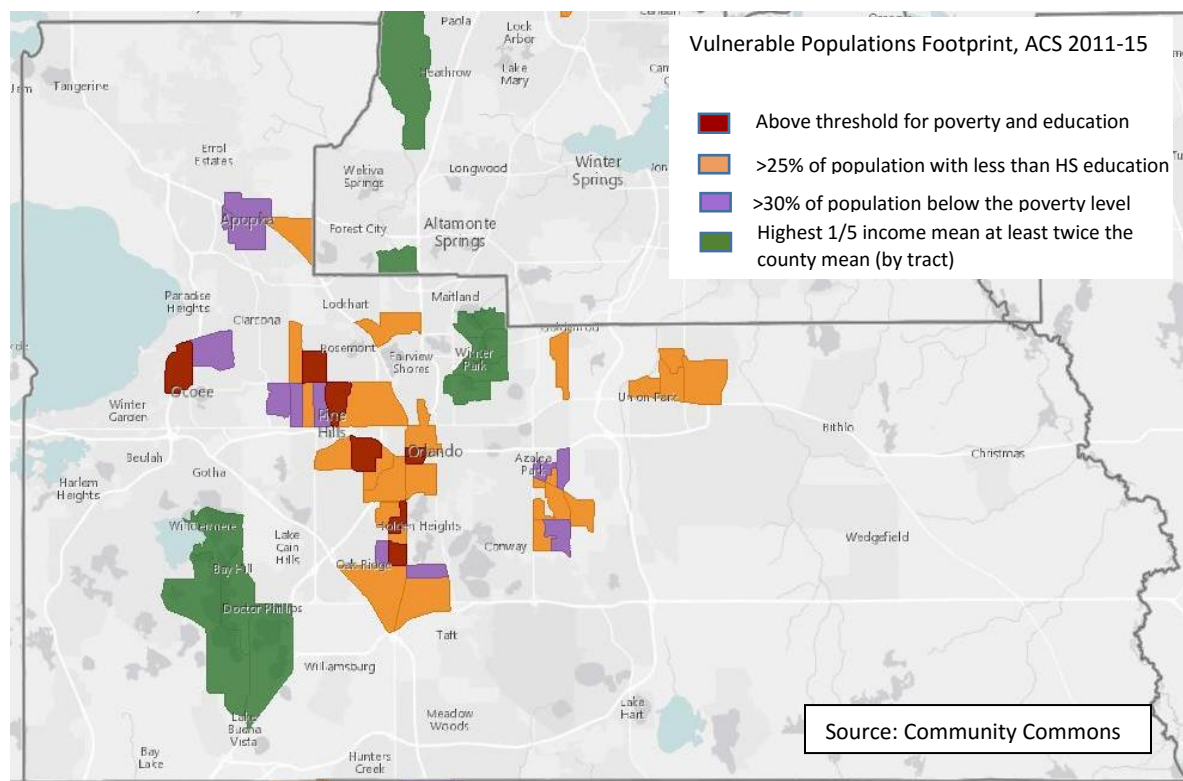 Paola
Lock
Arbor
Heathrow
Lake
Mary
Tangerine
Vulnerable Populations Footprint, ACS 2011-15
Above threshold for poverty and education
>25% of population with less than HS education
>30% of population below the poverty level
Highest 1/5 income mean at least twice the
county mean (by tract)
Errol
Estates
Wekiva
Springs
Longwood
Winter
Springs
Apopka
Forest City
Altamonte
Springs
Paradise
Heights
Lockhart
Maitland
Clarcona
Goldenrod
Rosemont
Fairview
Shores
Winter
Park
Ocoee
Winter
Garden
Pine
Hills
Union Park
Bithlo
Orlando
Beulah
Gotha
Azalea
Park
Christmas
Harlem
Heights
Windermere
Lake
Cain
Hills
Holden Heights
Conway
Wedgefield
Bay Hill
Oak Ridge
Doctor Phillips
Taft
Williamsburg
Lake
Buena
Vista
Meadow
Woods
Lake
Hart
Bay
Lake
Hunters
Creek
Source: Community Commons